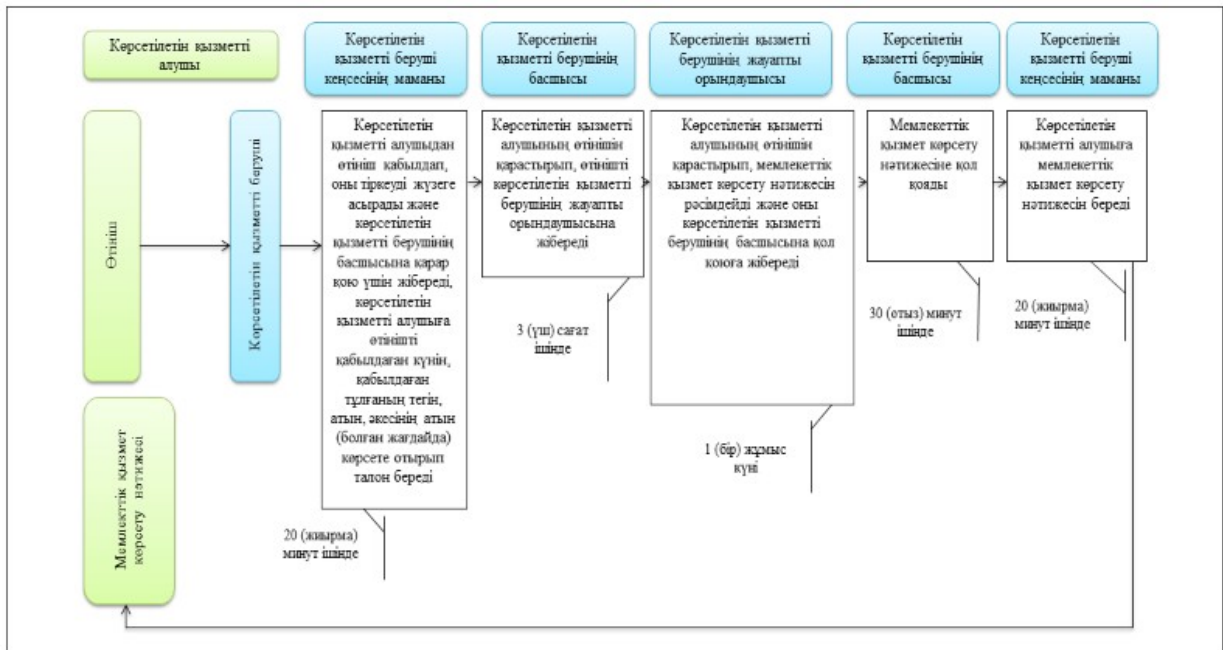 Көрсетілетін қызметті
алушы
Көрсетілетін
қызметті беруші
кеңсесінің маманы
Көрсетілетін
қызметті берушінің
басшысы
Көрсетілетін қызметті
берушінің жауапты
орындаушысы
Көрсетілетін
қызметті берушінің
басшысы
Көрсетілетін
қызметті беруші
кеңсесінің маманы
Өтініш
Көрсетілетін қызметті беруші
Көрсетілетін
қызметті алушыдан
өтініш қабылдап,
оны тіркеуді жүзеге
асырады және
көрсетілетін
қызметті берушінің
басшысына қарар
қою үшін жібереді,
көрсетілетін
қызметті алушыға
өтінішті
қабылдаған күнін,
қабылдаған
тұлғаның тегін,
атын, әкесінің атын
(болған жағдайда)
көрсете отырып
талон береді
20 (жиырма)
минут ішінде
Көрсетілетін қызметті
алушының өтінішін
қарастырып, өтінішті
көрсетілетін қызметті
берушінің жауапты
орындаушысына
жібереді
3 (үш) сағат
ішінде
Көрсетілетін қызметті
алушының өтінішін
қарастырып, мемлекеттік
қызмет көрсету нәтижесін
рәсімдейді және оны
көрсетілетін қызметті
берушінің басшысына қол
қоюға жібереді
1 (бір) жұмыс
күні
Мемлекеттік
қызмет көрсету
нәтижесіне қол
қояды
30 (отыз) минут
ішінде
Көрсетілетін
қызметті алушыға
мемлекеттік
қызмет көрсету
нәтижесін береді
20 (жиырма)
минут ішінде
Мемлекттік қызмет
көрсету нәтижесі